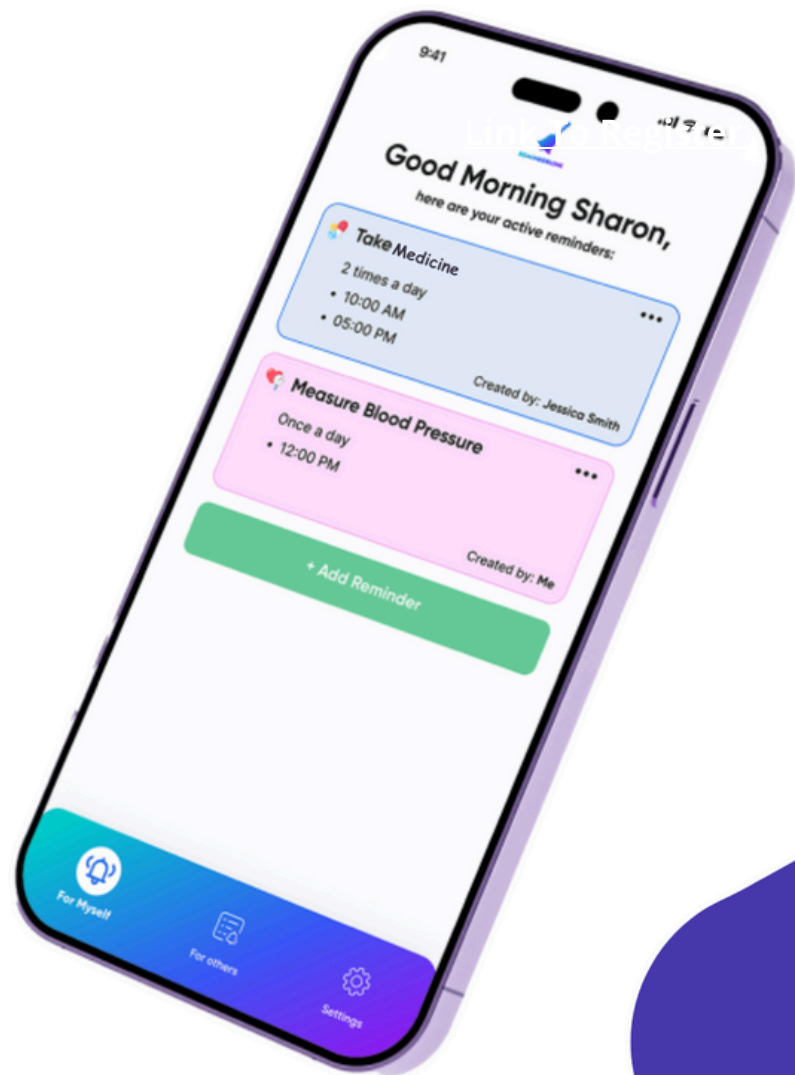 9:41
Link To Register
Good Morning Sharon,
here are your active reminders:
Take Medicine
2 times a day
• 10:00 AM
• 05:00 PM
Created by: Jessica Smith
Measure Blood Pressure
Once a day
• 12:00 PM
Created by: Me
+ Add Reminder
For Myself
For others
Settings